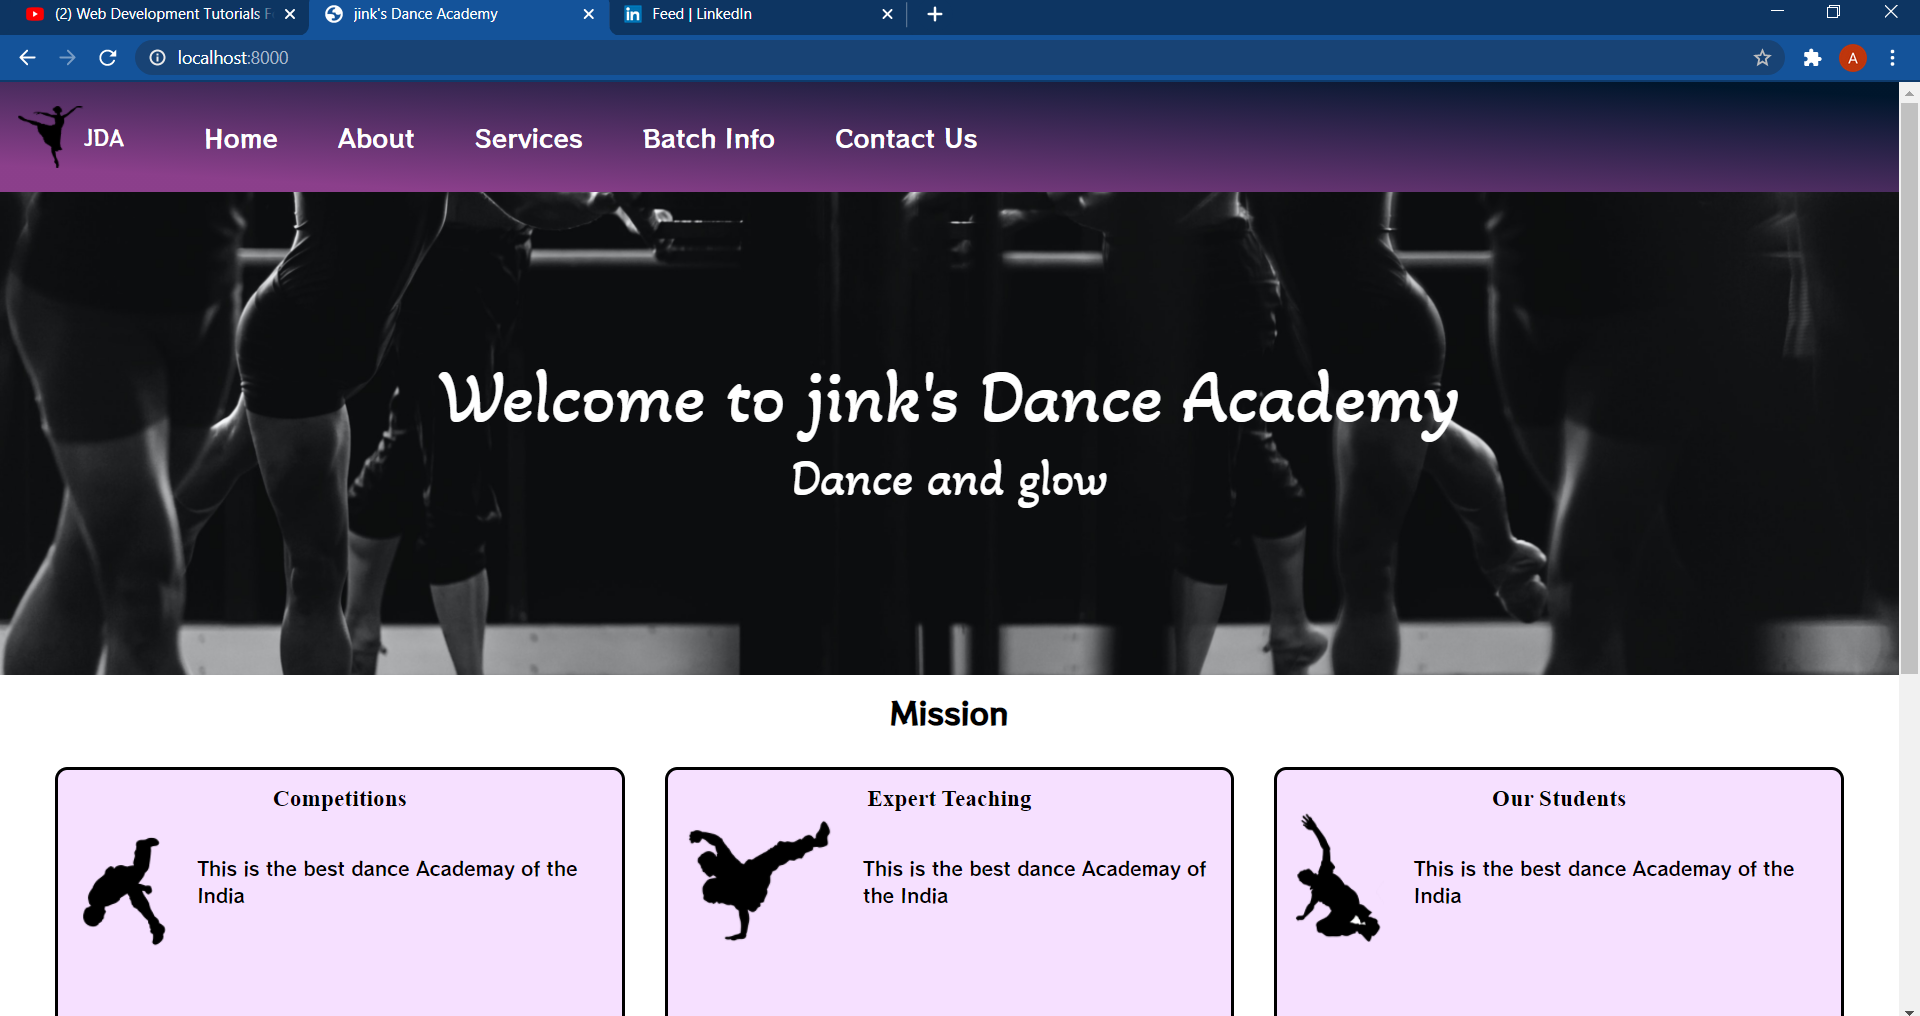 (2) Web Development Tutorials F
jink's Dance Academy
Feed | LinkedIn
localhost:8000
A
JDA
Home
About
Services
Batch Info
Contact Us
Welcome to jink's Dance Academy
Dance and glow
Mission
Competitions
This is the best dance Academay of the
India
Expert Teaching
This is the best dance Academay of
the India
Our Students
This is the best dance Academay of the
India